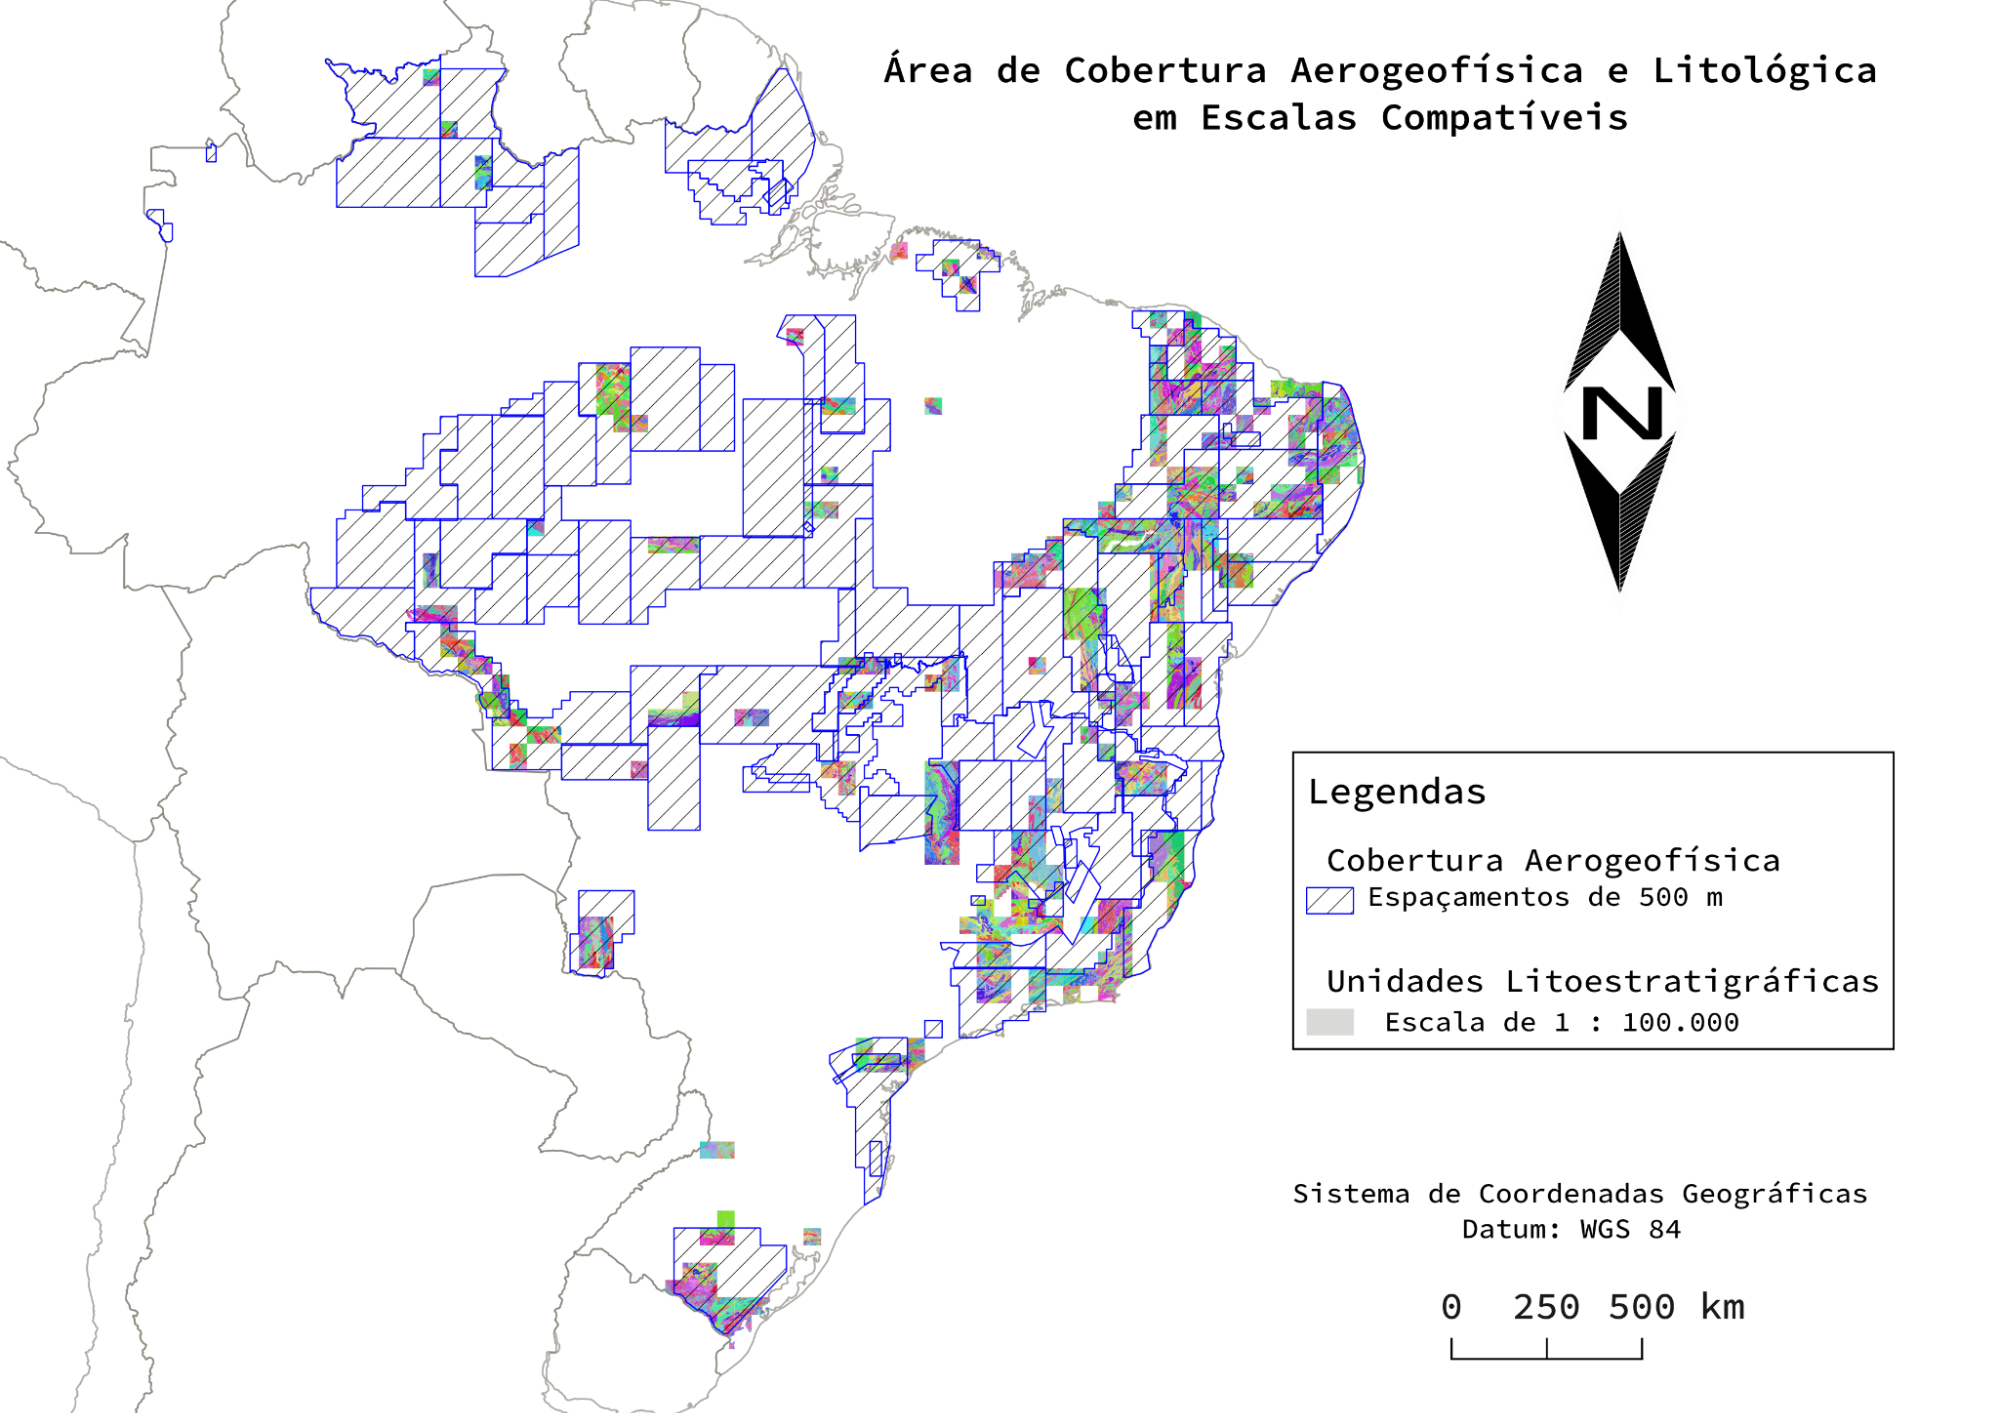 Área de Cobertura Aerogeofísica e Litológica
em Escalas Compatíveis
N
Legendas
Cobertura Aerogeofísica
Espaçamentos de 500 m
Unidades Litoestratigráficas
Escala de 1 : 100.000
Sistema de Coordenadas Geográficas
Datum: WGS 84
0 250 500 km